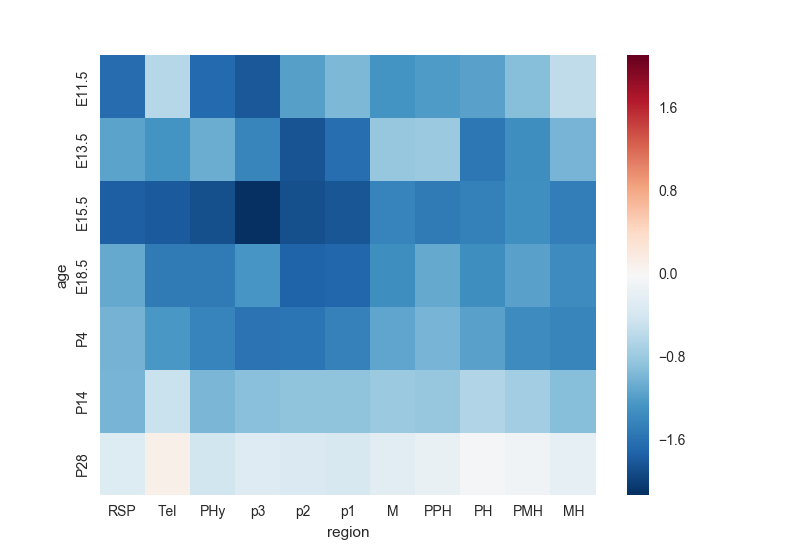 E11.5
E13.5
E15.5
E18.5
P4
P14
P28
age
RSP Tel PHy p3 p2 p1 M PPH PH PMH MH
region
1.6
0.8
0.0
−0.8
−1.6